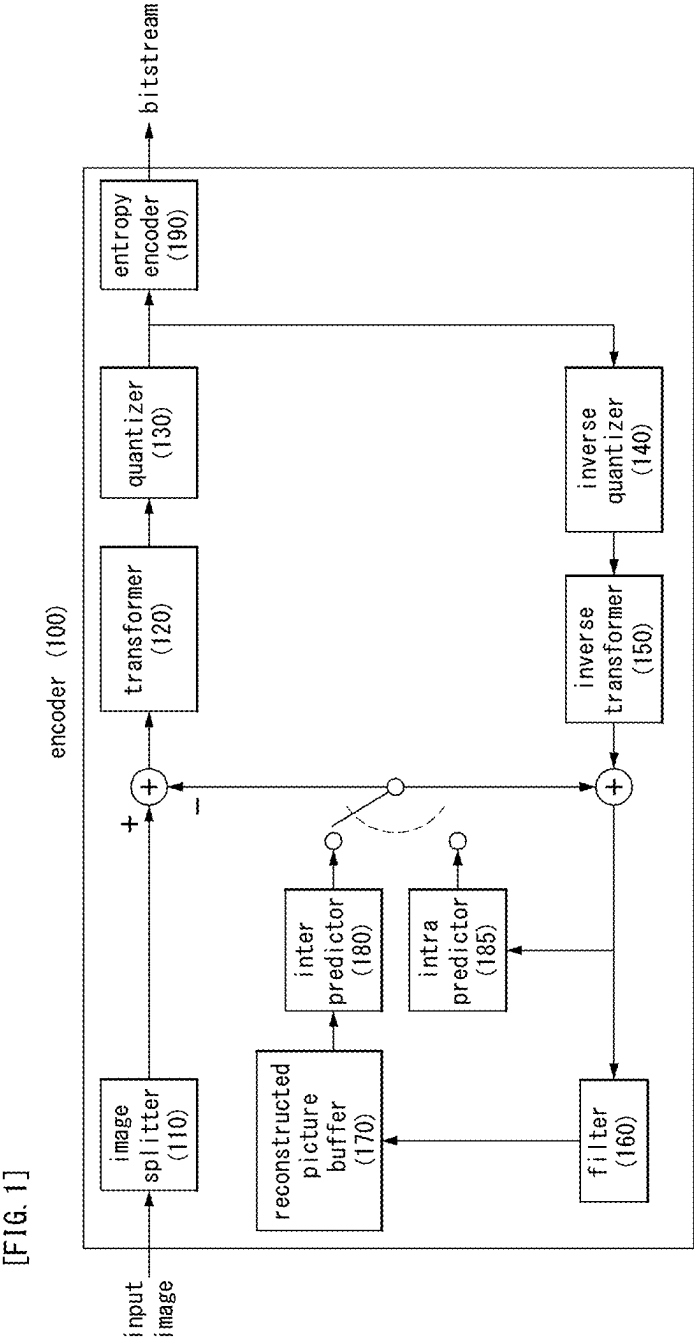 [FIG. 1]
encoder (100)
input
image
image
splitter
(110)
+
−
+
transformer
(120)
quantizer
(130)
entropy
encoder
(190)
bitstream
reconstructed
picture
buffer
(170)
inter
predictor
(180)
intra
predictor
(185)
filter
(160)
+
inverse
transformer
(150)
inverse
quantizer
(140)